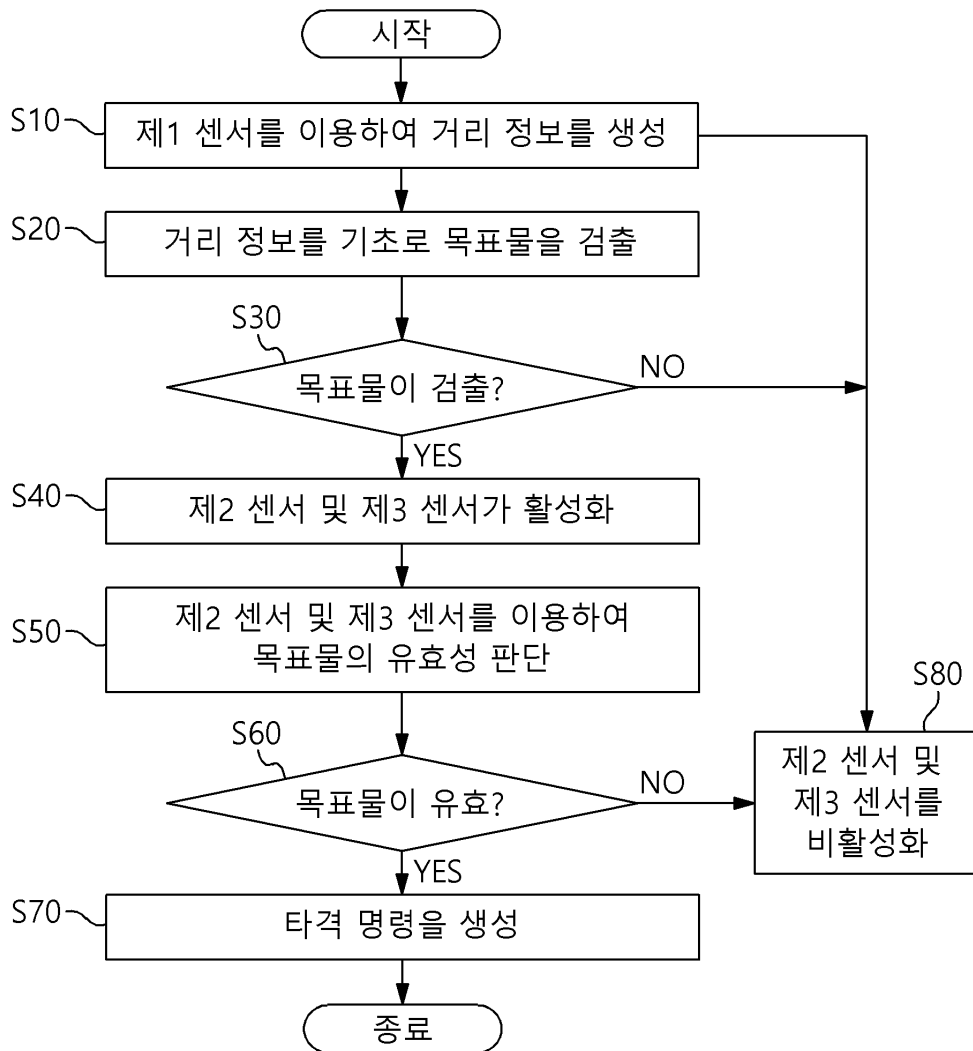 시작
S10
제1 센서를 이용하여 거리 정보를 생성
S20
거리 정보를 기초로 목표물을 검출
S30
목표물이 검출?
NO
YES
S40
제2 센서 및 제3 센서가 활성화
S50
제2 센서 및 제3 센서를 이용하여
목표물의 유효성 판단
S60
목표물이 유효?
NO
YES
S80
제2 센서 및
제3 센서를
비활성화
S70
타격 명령을 생성
종료